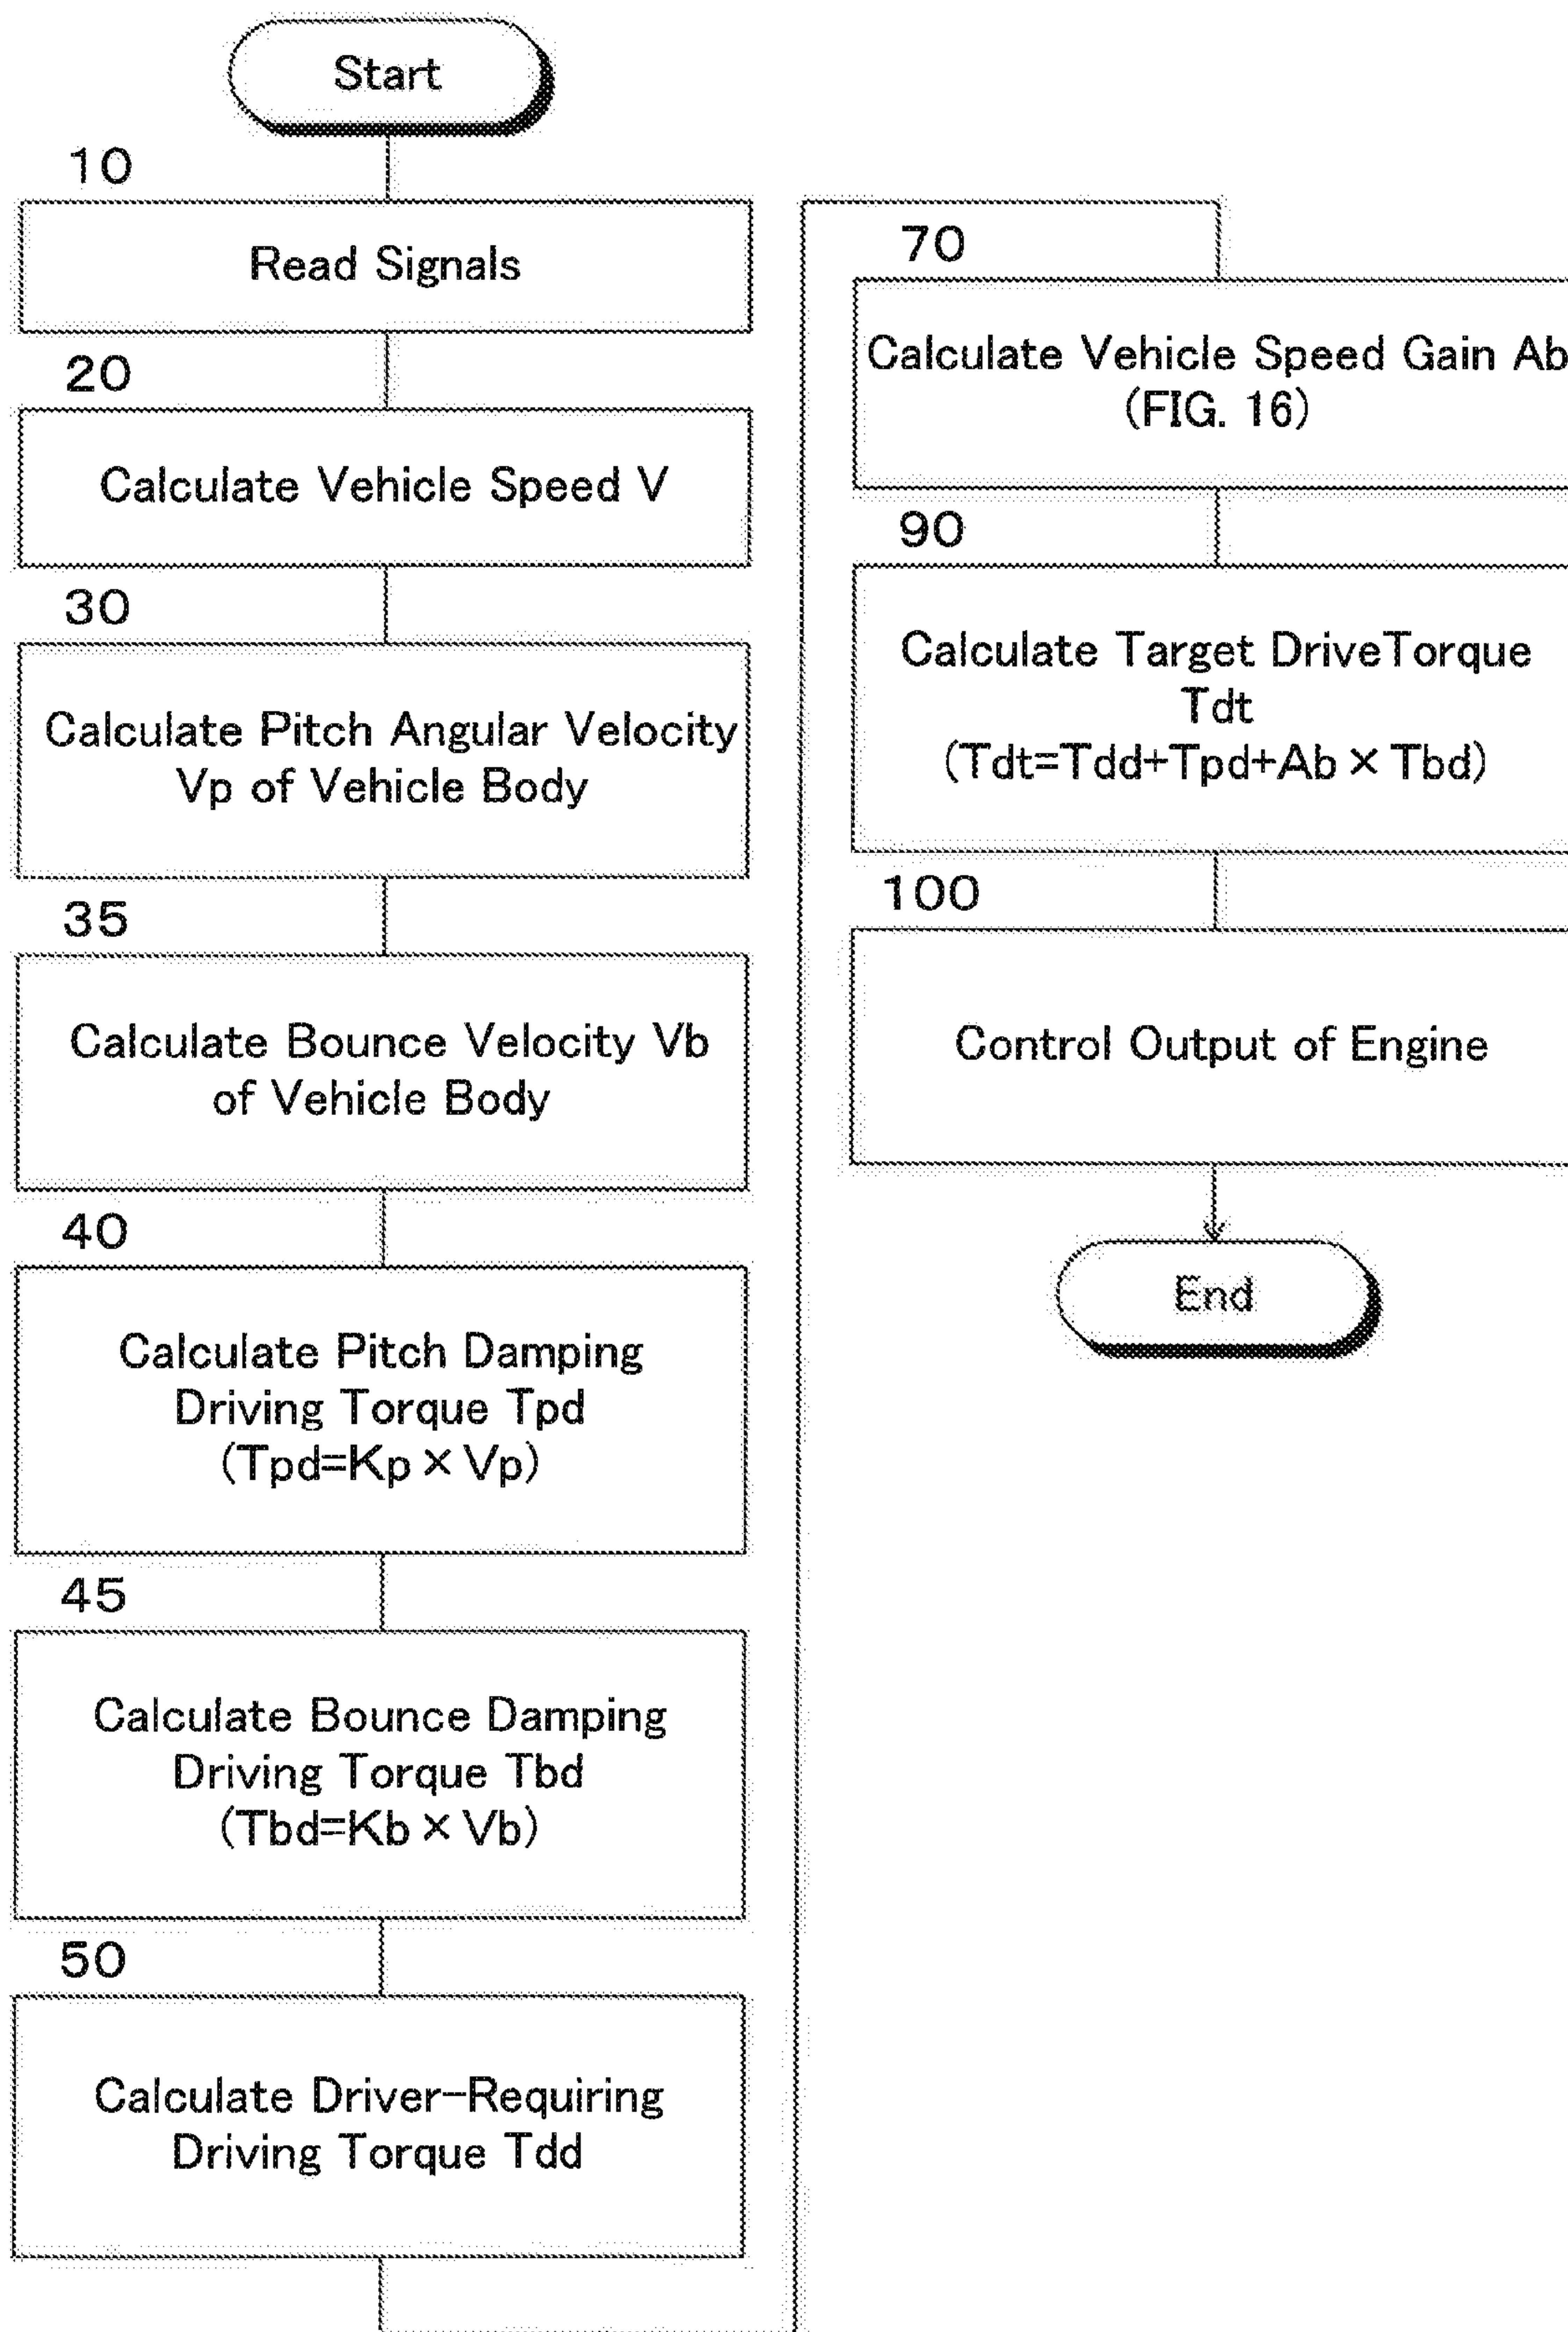 Start
10
Read Signals
20
Calculate Vehicle Speed V
30
Calculate Pitch Angular Velocity
Vp of Vehicle Body
35
Calculate Bounce Velocity Vb
of Vehicle Body
40
Calculate Pitch Damping
Driving Torque Tpd
(Tpd=Kp × Vp)
45
Calculate Bounce Damping
Driving Torque Tbd
(Tbd=Kb × Vb)
50
Calculate Driver-Requiring
Driving Torque Tdd
70
Calculate Vehicle Speed Gain Ab
(FIG. 16)
90
Calculate Target DriveTorque
Tdt
(Tdt=Tdd+Tpd+Ab × Tbd)
100
Control Output of Engine
End